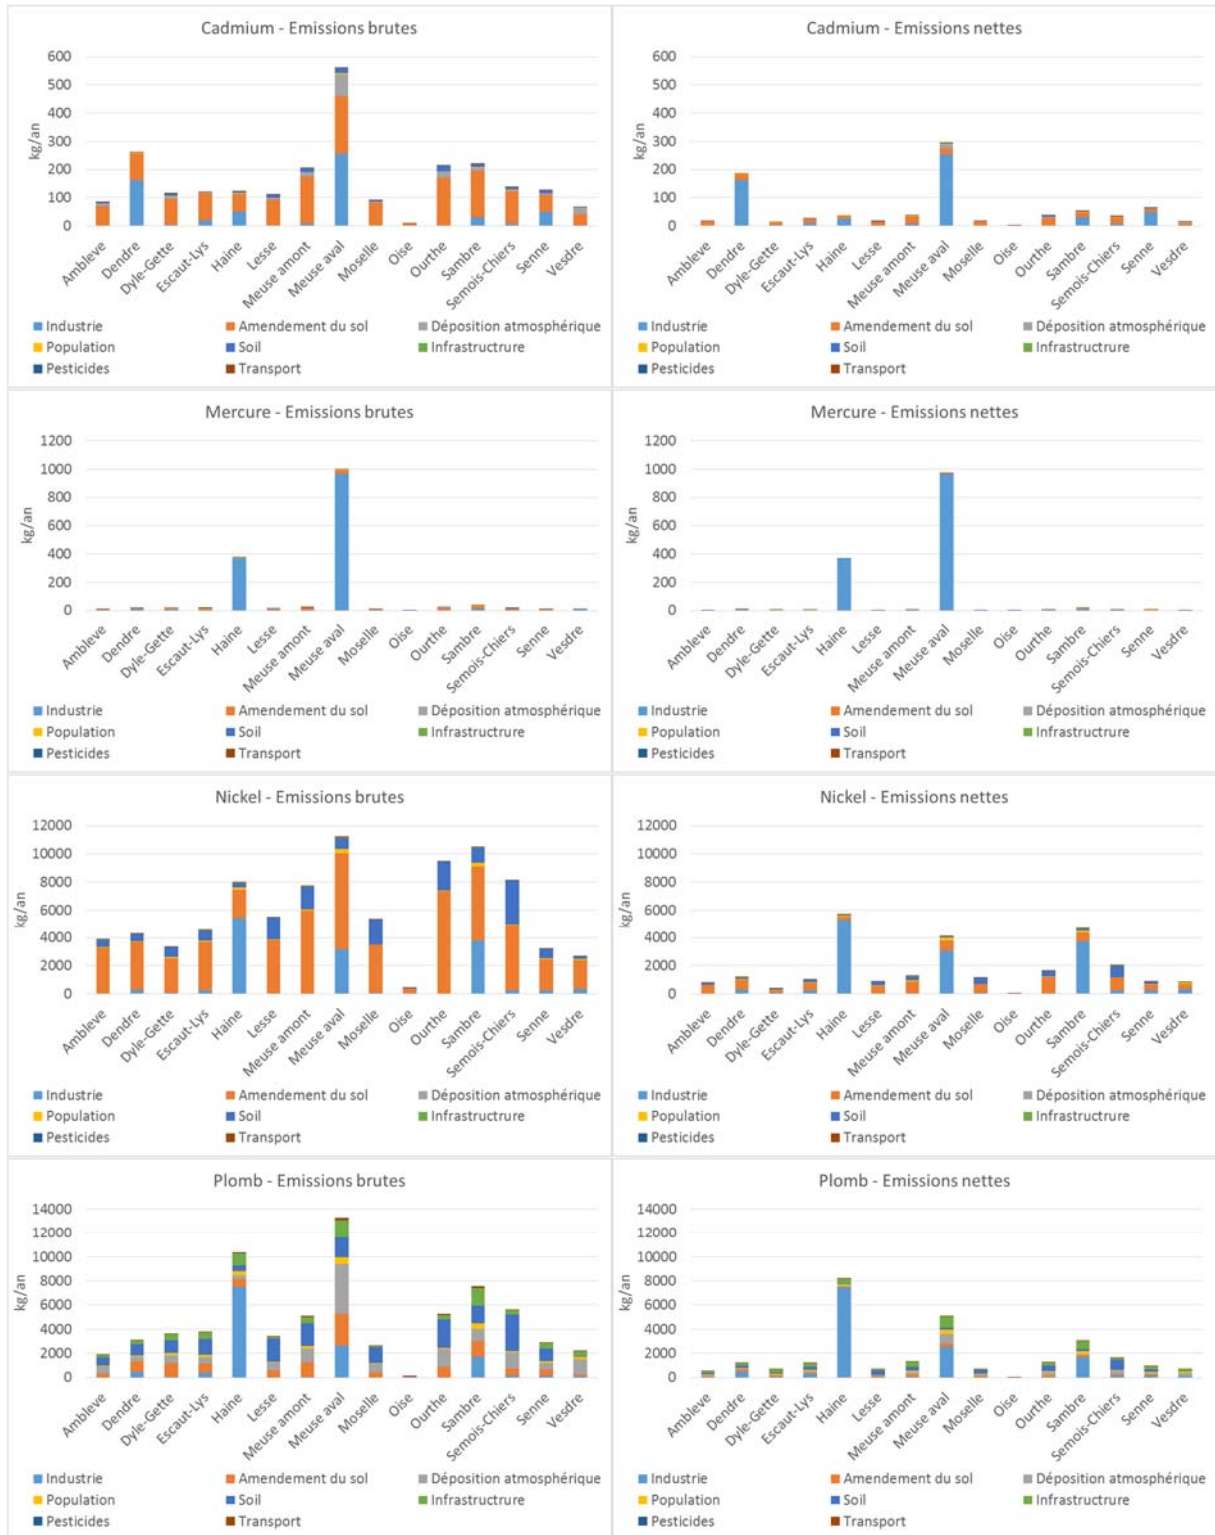 Cadmium - Emissions brutes
600
500
400
300
200
100
0
kg/an
Ambleve
Dendre
Dyle-Gette
Escaut-Lys
Haine
Lesse
Meuse amont
Meuse aval
Moselle
Oise
Ourthe
Sambre
Semois-Chiers
Senne
Vesdre
Industrie Amendement du sol Déposition atmosphérique
Population Soil Infrastructrure
Pesticides Transport
Cadmium - Emissions nettes
600
500
400
300
200
100
0
kg/an
Ambleve
Dendre
Dyle-Gette
Escaut-Lys
Haine
Lesse
Meuse amont
Meuse aval
Moselle
Oise
Ourthe
Sambre
Semois-Chiers
Senne
Vesdre
Industrie Amendement du sol Déposition atmosphérique
Population Soil Infrastructrure
Pesticides Transport
Mercure - Emissions brutes
1200
1000
800
600
400
200
0
kg/an
Ambleve
Dendre
Dyle-Gette
Escaut-Lys
Haine
Lesse
Meuse amont
Meuse aval
Moselle
Oise
Ourthe
Sambre
Semois-Chiers
Senne
Vesdre
Industrie Amendement du sol Déposition atmosphérique
Population Soil Infrastructrure
Pesticides Transport
Mercure - Emissions nettes
1200
1000
800
600
400
200
0
kg/an
Ambleve
Dendre
Dyle-Gette
Escaut-Lys
Haine
Lesse
Meuse amont
Meuse aval
Moselle
Oise
Ourthe
Sambre
Semois-Chiers
Senne
Vesdre
Industrie Amendement du sol Déposition atmosphérique
Population Soil Infrastructrure
Pesticides Transport
Nickel - Emissions brutes
12000
10000
8000
6000
4000
2000
0
kg/an
Ambleve
Dendre
Dyle-Gette
Escaut-Lys
Haine
Lesse
Meuse amont
Meuse aval
Moselle
Oise
Ourthe
Sambre
Semois-Chiers
Senne
Vesdre
Industrie Amendement du sol Déposition atmosphérique
Population Soil Infrastructrure
Pesticides Transport
Nickel - Emissions nettes
12000
10000
8000
6000
4000
2000
0
kg/an
Ambleve
Dendre
Dyle-Gette
Escaut-Lys
Haine
Lesse
Meuse amont
Meuse aval
Moselle
Oise
Ourthe
Sambre
Semois-Chiers
Senne
Vesdre
Industrie Amendement du sol Déposition atmosphérique
Population Soil Infrastructrure
Pesticides Transport
Plomb - Emissions brutes
14000
12000
10000
8000
6000
4000
2000
0
kg/an
Ambleve
Dendre
Dyle-Gette
Escaut-Lys
Haine
Lesse
Meuse amont
Meuse aval
Moselle
Oise
Ourthe
Sambre
Semois-Chiers
Senne
Vesdre
Industrie Amendement du sol Déposition atmosphérique
Population Soil Infrastructrure
Pesticides Transport
Plomb - Emissions nettes
14000
12000
10000
8000
6000
4000
2000
0
kg/an
Ambleve
Dendre
Dyle-Gette
Escaut-Lys
Haine
Lesse
Meuse amont
Meuse aval
Moselle
Oise
Ourthe
Sambre
Semois-Chiers
Senne
Vesdre
Industrie Amendement du sol Déposition atmosphérique
Population Soil Infrastructrure
Pesticides Transport